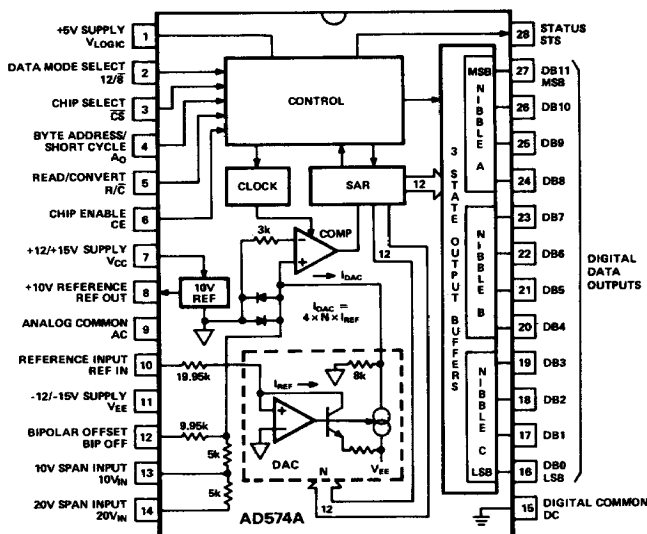 +5V SUPPLY
VLOGIC
1
DATA MODE SELECT
12/8̅
2
CHIP SELECT
C̅S̅
3
BYTE ADDRESS/
SHORT CYCLE
AO
4
READ/CONVERT
R/C̅
5
CHIP ENABLE
CE
6
+12/+15V SUPPLY
VCC
7
+10V REFERENCE
REF OUT
8
ANALOG COMMON
AC
9
REFERENCE INPUT
REF IN
10
-12/-15V SUPPLY
VEE
11
BIPOLAR OFFSET
BIP OFF
12
10V SPAN INPUT
10VIN
13
20V SPAN INPUT
20VIN
14
CONTROL
CLOCK
SAR
12
3k
COMP
-
+
IDAC
12
10V
REF
IDAC =
4 × N × IREF
19.95k
IREF
8k
+
-
9.95k
5k
5k
DAC
N
VEE
12
AD574A
3 STATE OUTPUT BUFFERS
MSB
NIBBLE A
NIBBLE B
NIBBLE C
LSB
28
STATUS
STS
27
DB11
MSB
26
DB10
25
DB9
24
DB8
23
DB7
22
DB6
21
DB5
20
DB4
19
DB3
18
DB2
17
DB1
16
DB0
LSB
15
DIGITAL COMMON
DC
DIGITAL
DATA
OUTPUTS